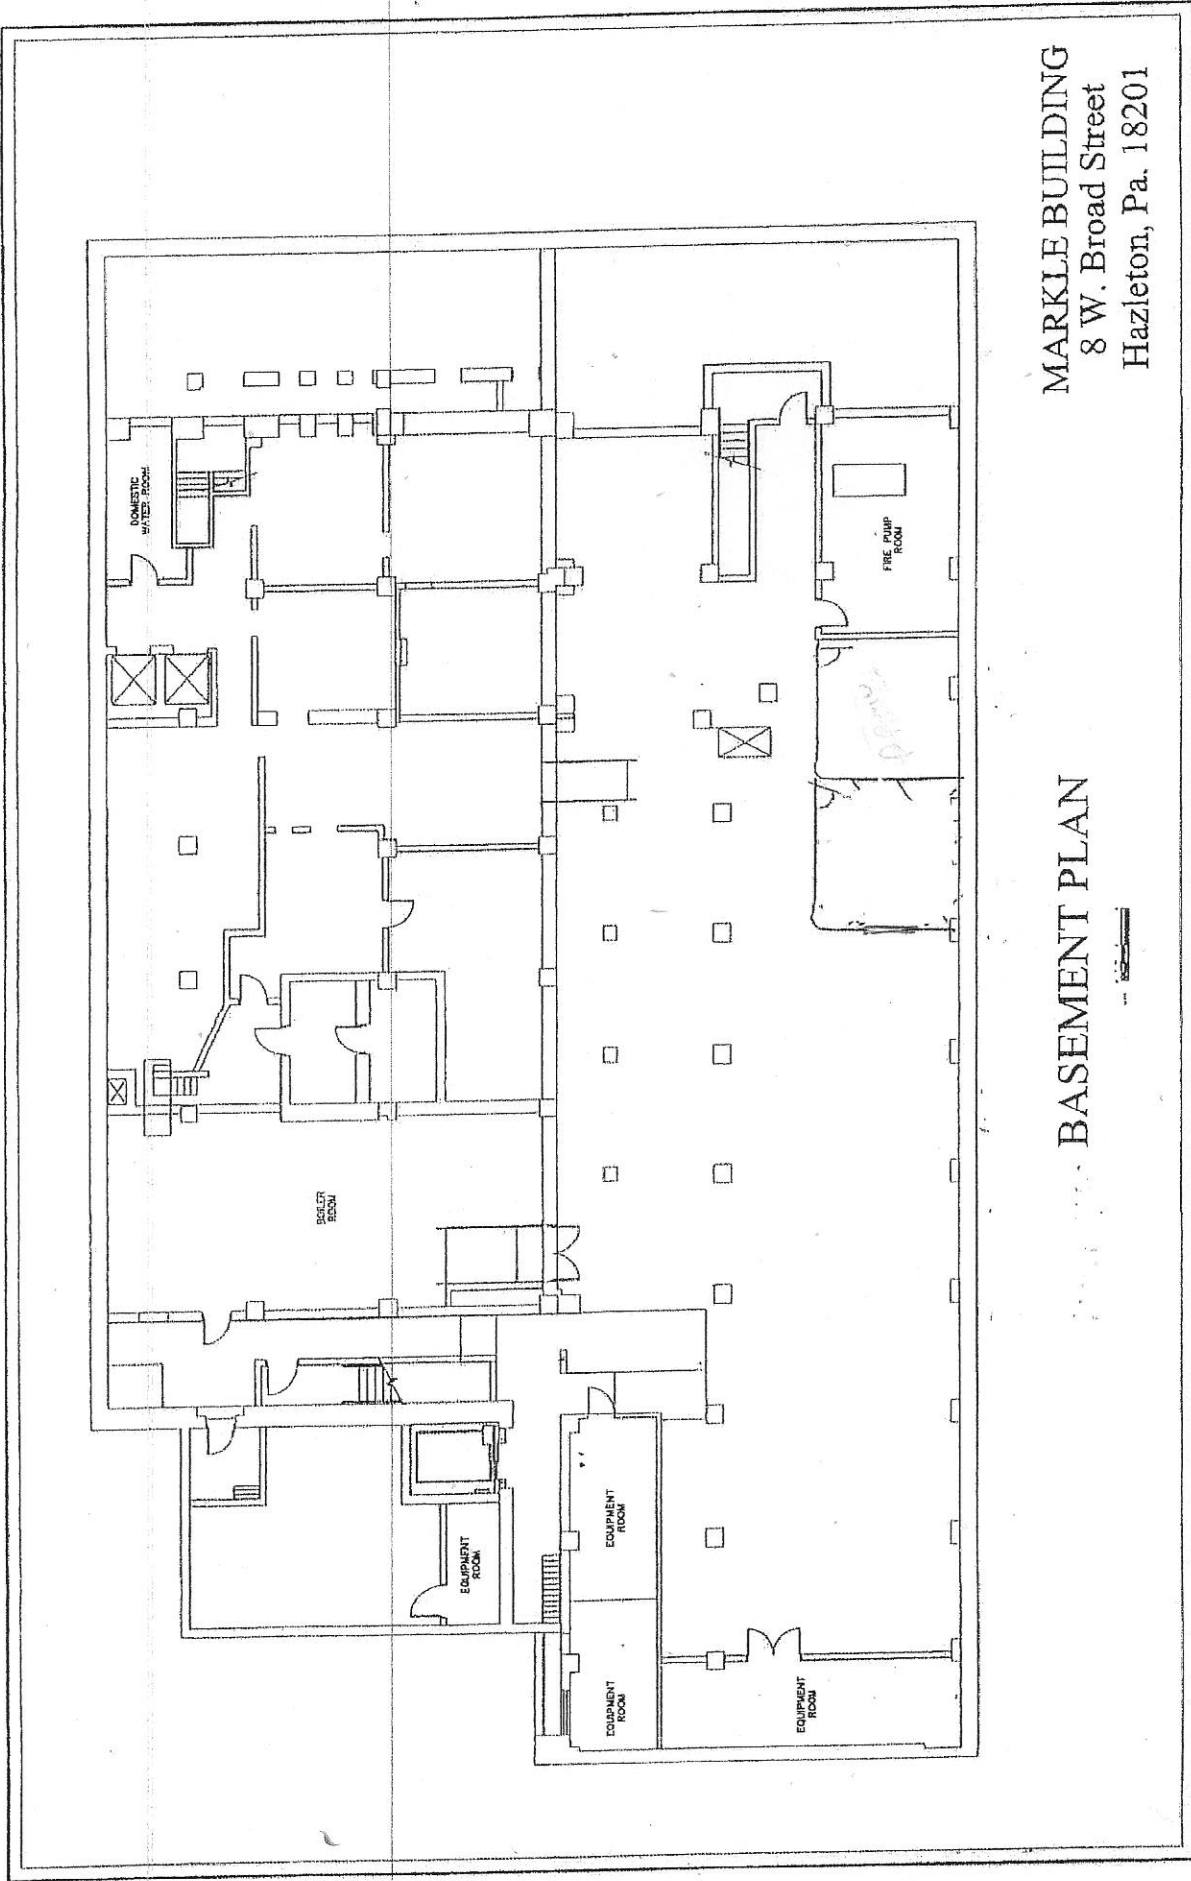 DOMESTIC
WATER ROOM
FIRE PUMP
ROOM
BOILER
ROOM
EQUIPMENT
ROOM
EQUIPMENT
ROOM
EQUIPMENT
ROOM
EQUIPMENT
ROOM
BASEMENT PLAN
MARKLE BUILDING
8 W. Broad Street
Hazleton, Pa. 18201